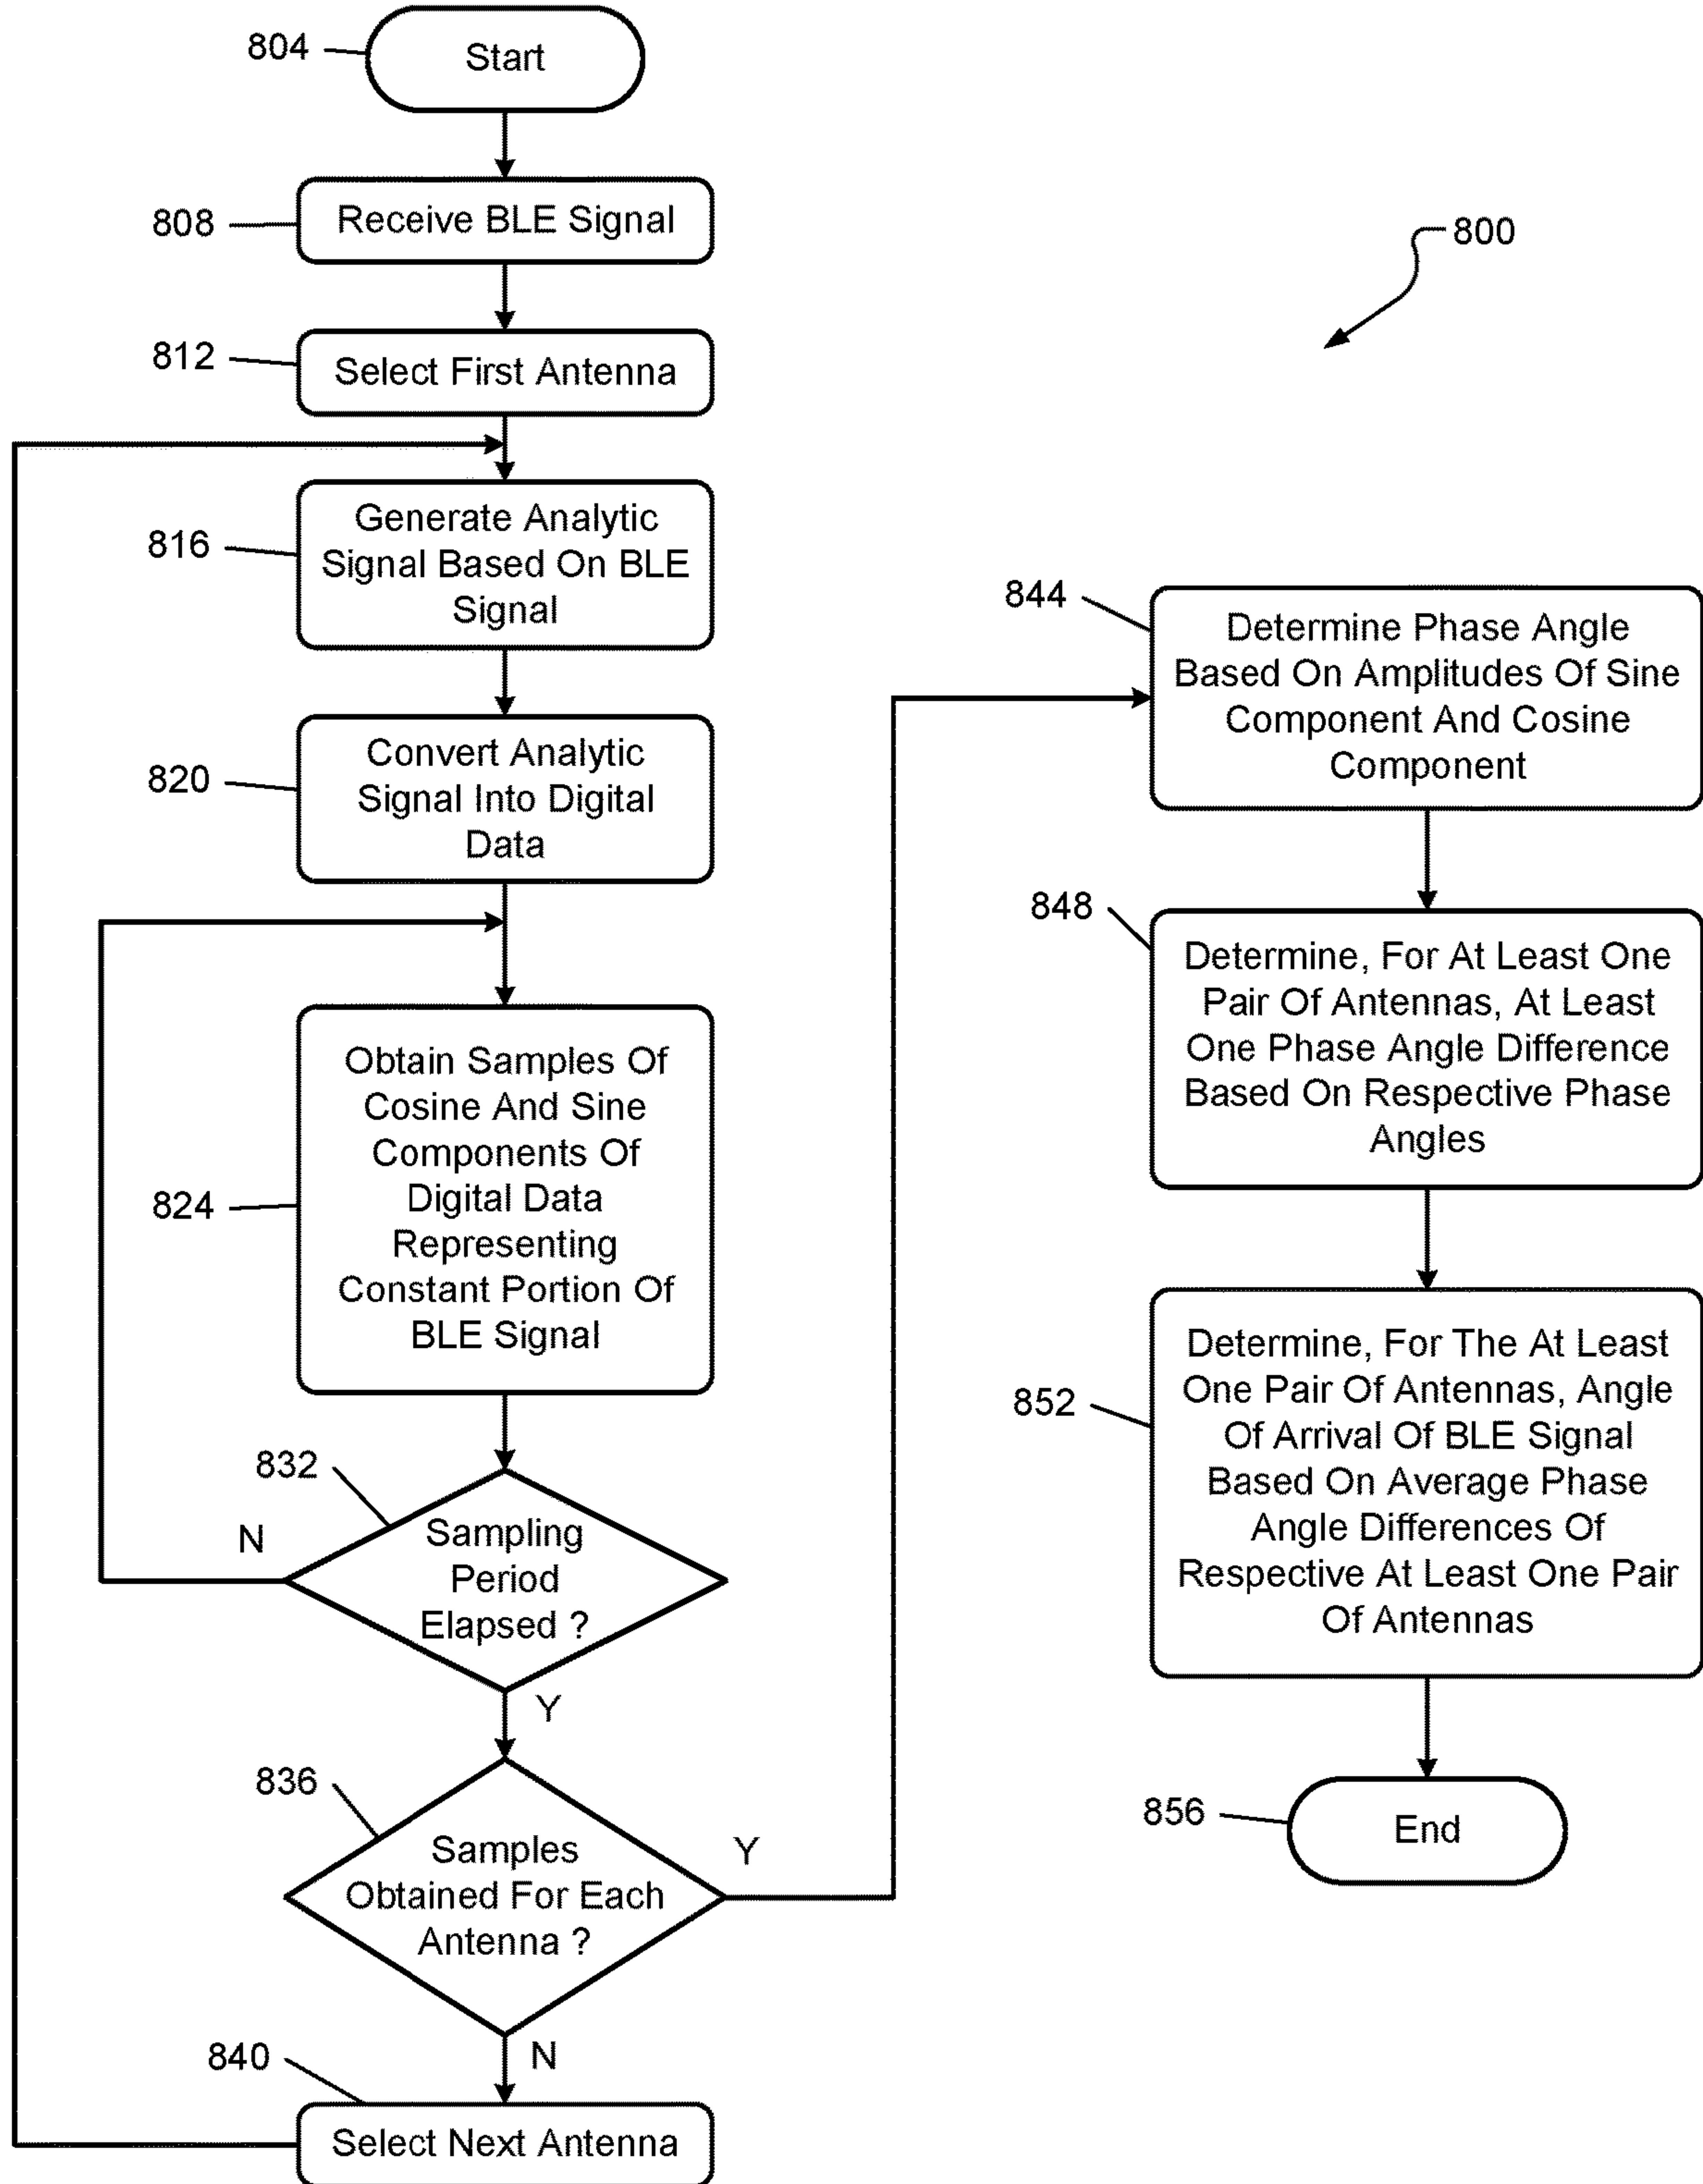 804
Start
808
Receive BLE Signal
800
812
Select First Antenna
816
Generate Analytic
Signal Based On BLE
Signal
820
Convert Analytic
Signal Into Digital
Data
824
Obtain Samples Of
Cosine And Sine
Components Of
Digital Data
Representing
Constant Portion Of
BLE Signal
832
N
Sampling
Period
Elapsed ?
Y
836
Samples
Obtained For Each
Antenna ?
Y
N
840
Select Next Antenna
844
Determine Phase Angle
Based On Amplitudes Of Sine
Component And Cosine
Component
848
Determine, For At Least One
Pair Of Antennas, At Least
One Phase Angle Difference
Based On Respective Phase
Angles
852
Determine, For The At Least
One Pair Of Antennas, Angle
Of Arrival Of BLE Signal
Based On Average Phase
Angle Differences Of
Respective At Least One Pair
Of Antennas
856
End